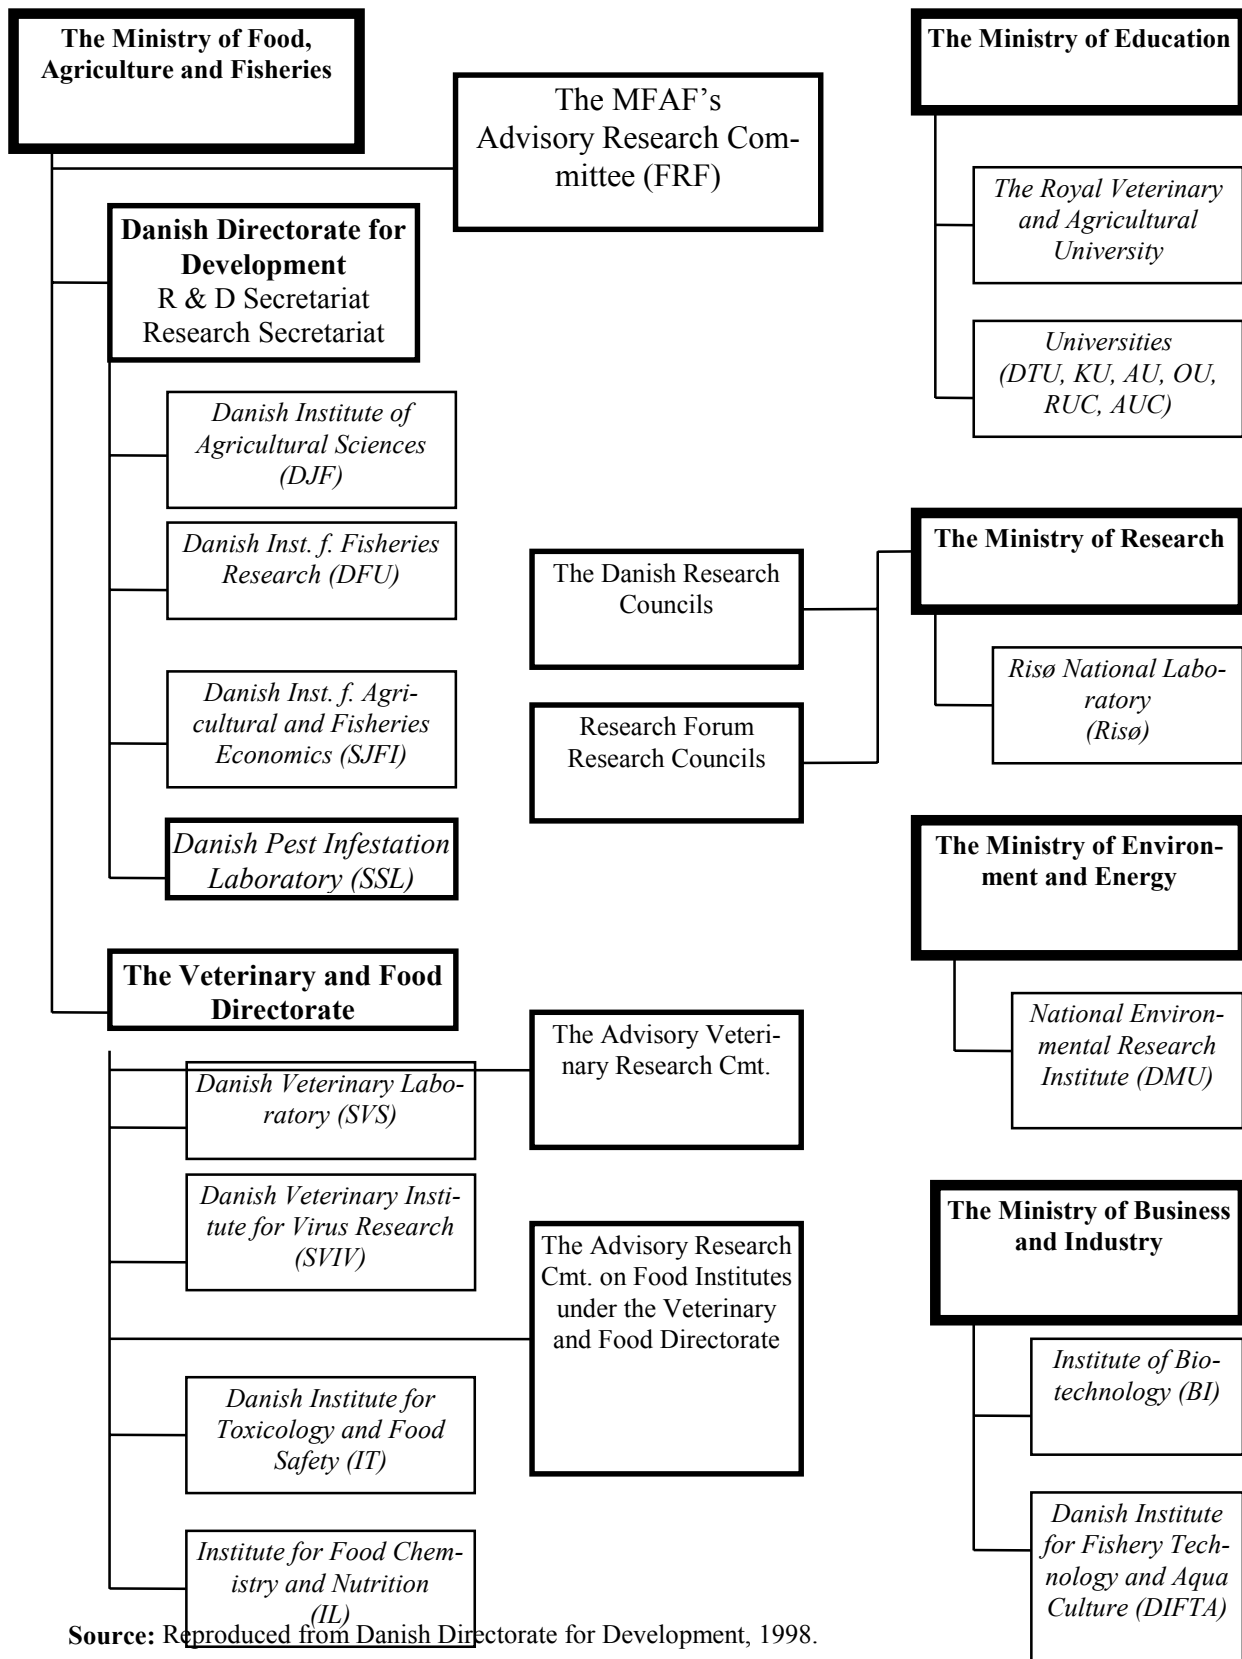 The Ministry of Food,
Agriculture and Fisheries
The MFAF’s
Advisory Research Com-
mittee (FRF)
Danish Directorate for
Development
R & D Secretariat
Research Secretariat
Danish Institute of
Agricultural Sciences
(DJF)
Danish Inst. f. Fisheries
Research (DFU)
Danish Inst. f. Agri-
cultural and Fisheries
Economics (SJFI)
Danish Pest Infestation
Laboratory (SSL)
The Veterinary and Food
Directorate
Danish Veterinary Labo-
ratory (SVS)
Danish Veterinary Insti-
tute for Virus Research
(SVIV)
Danish Institute for
Toxicology and Food
Safety (IT)
Institute for Food Chem-
istry and Nutrition
(IL)
The Danish Research
Councils
Research Forum
Research Councils
The Advisory Veteri-
nary Research Cmt.
The Advisory Research
Cmt. on Food Institutes
under the Veterinary
and Food Directorate
The Ministry of Education
The Royal Veterinary
and Agricultural
University
Universities
(DTU, KU, AU, OU,
RUC, AUC)
The Ministry of Research
Risø National Labo-
ratory
(Risø)
The Ministry of Environ-
ment and Energy
National Environ-
mental Research
Institute (DMU)
The Ministry of Business
and Industry
Institute of Bio-
technology (BI)
Danish Institute
for Fishery Tech-
nology and Aqua
Culture (DIFTA)
Source: Reproduced from Danish Directorate for Development, 1998.